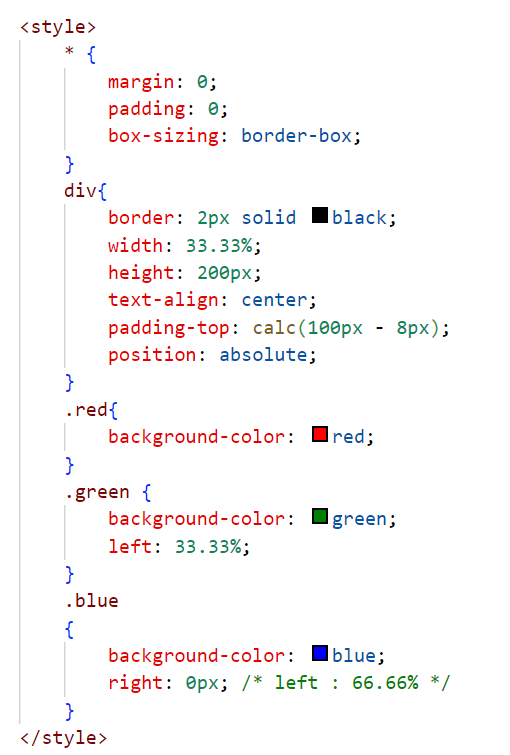 <style>
* {
margin: 0;
padding: 0;
box-sizing: border-box;
}
div{
border: 2px solid black;
width: 33.33%;
height: 200px;
text-align: center;
padding-top: calc(100px - 8px);
position: absolute;
}
.red{
background-color: red;
}
.green {
background-color: green;
left: 33.33%;
}
.blue
{
background-color: blue;
right: 0px; /* left : 66.66% */
}
</style>